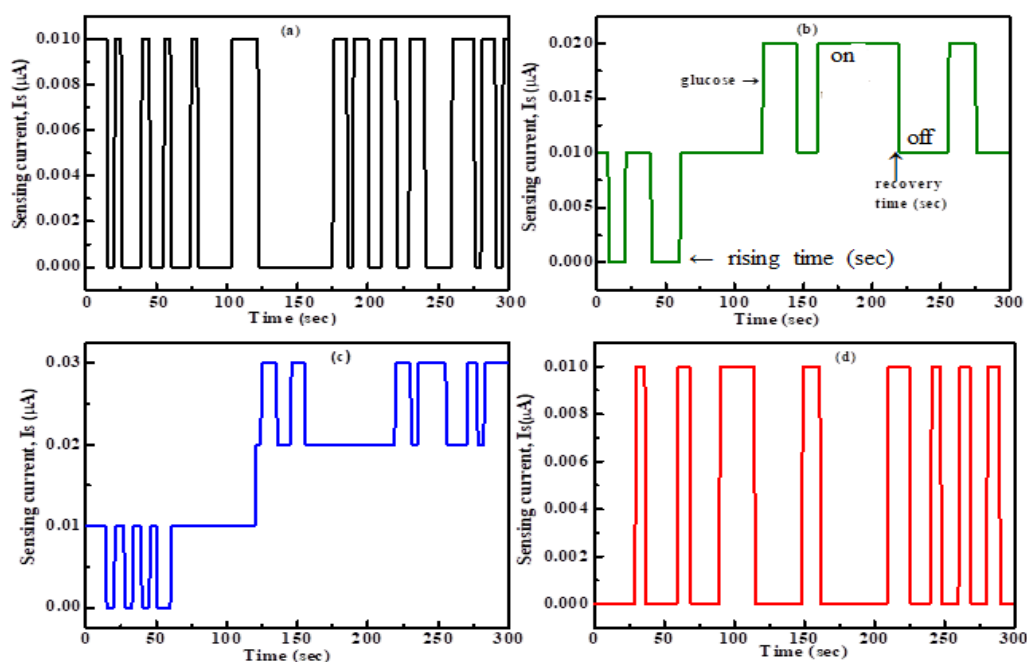 (a)
Sensing current, Is (μA)
0.010
0.008
0.006
0.004
0.002
0.000
0 50 100 150 200 250 300
Time (sec)
(b)
Sensing current, Is (μA)
0.020
0.015
0.010
0.005
0.000
glucose →
on
off
recovery
time (sec)
← rising time (sec)
0 50 100 150 200 250 300
Time (sec)
(c)
Sensing current, Is (μA)
0.03
0.02
0.01
0.00
0 50 100 150 200 250 300
Time (sec)
(d)
Sensing current, Is(μA)
0.010
0.008
0.006
0.004
0.002
0.000
0 50 100 150 200 250 300
Time (sec)